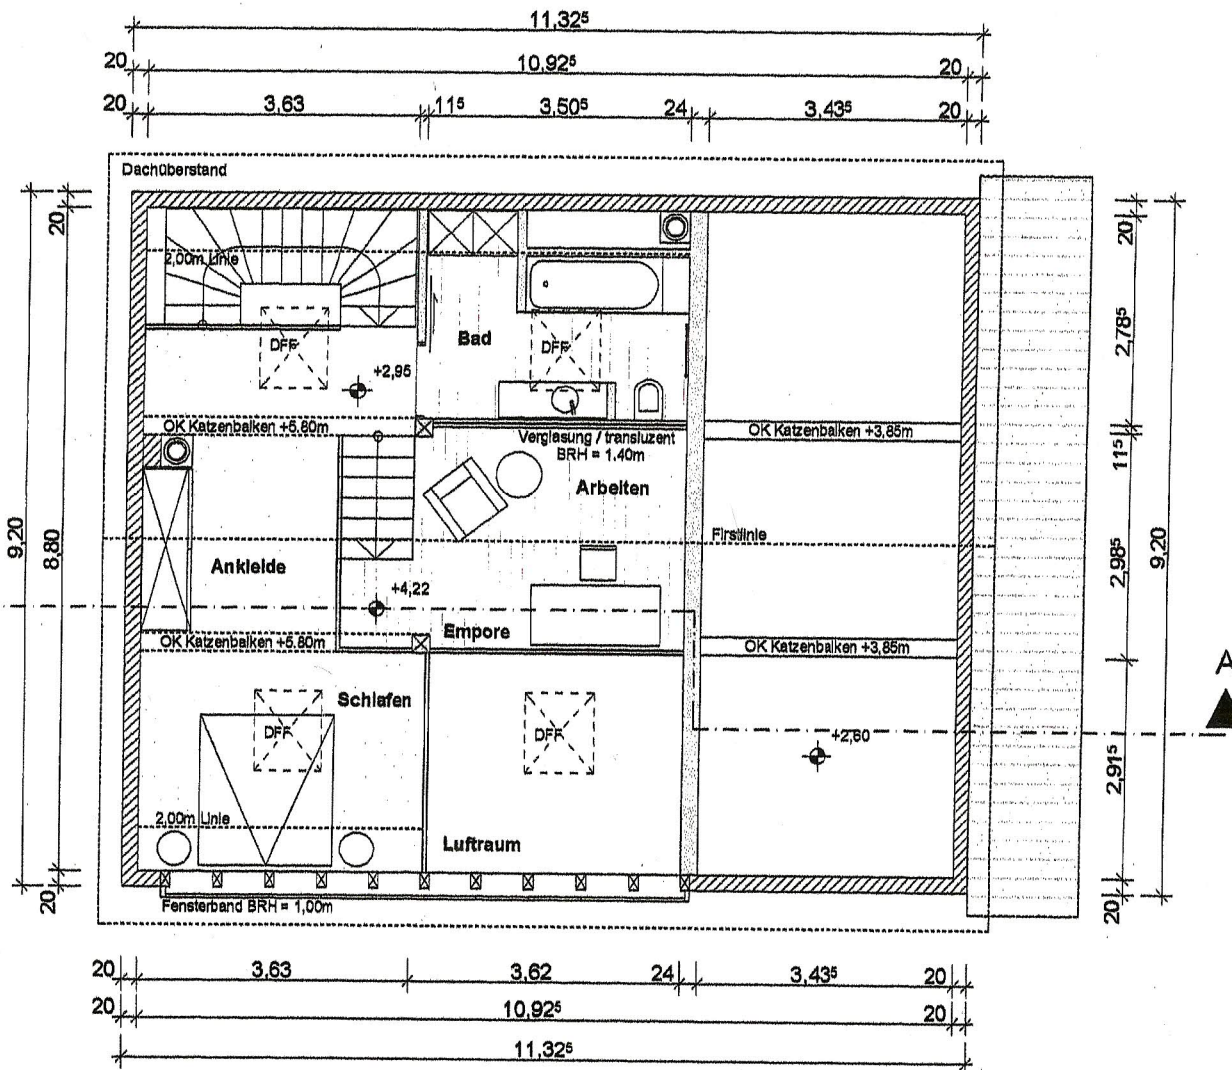 11,32⁵
20 10,92⁵ 20
20 3,63 11⁵ 3,50⁵ 24 3,43⁵ 20
Dachüberstand
20
20
2,00m Linie
2,78⁵
DFF
Bad
DFF
+2,95
OK Katzenbalken +5.80m
OK Katzenbalken +3,85m
Verglasung / transluzent
BRH = 1.40m
11⁵
Arbeiten
9,20
8,80
Firstlinie
2,98⁵
9,20
Ankleide
+4,22
Empore
OK Katzenbalken +5.80m
OK Katzenbalken +3,85m
A
Schlafen
DFF
DFF
+2,60
2,91⁵
2.00m Linie
Luftraum
20
20
Fensterband BRH = 1,00m
20 3,63 3,62 24 3,43⁵ 20
20 10,92⁵ 20
11,32⁵